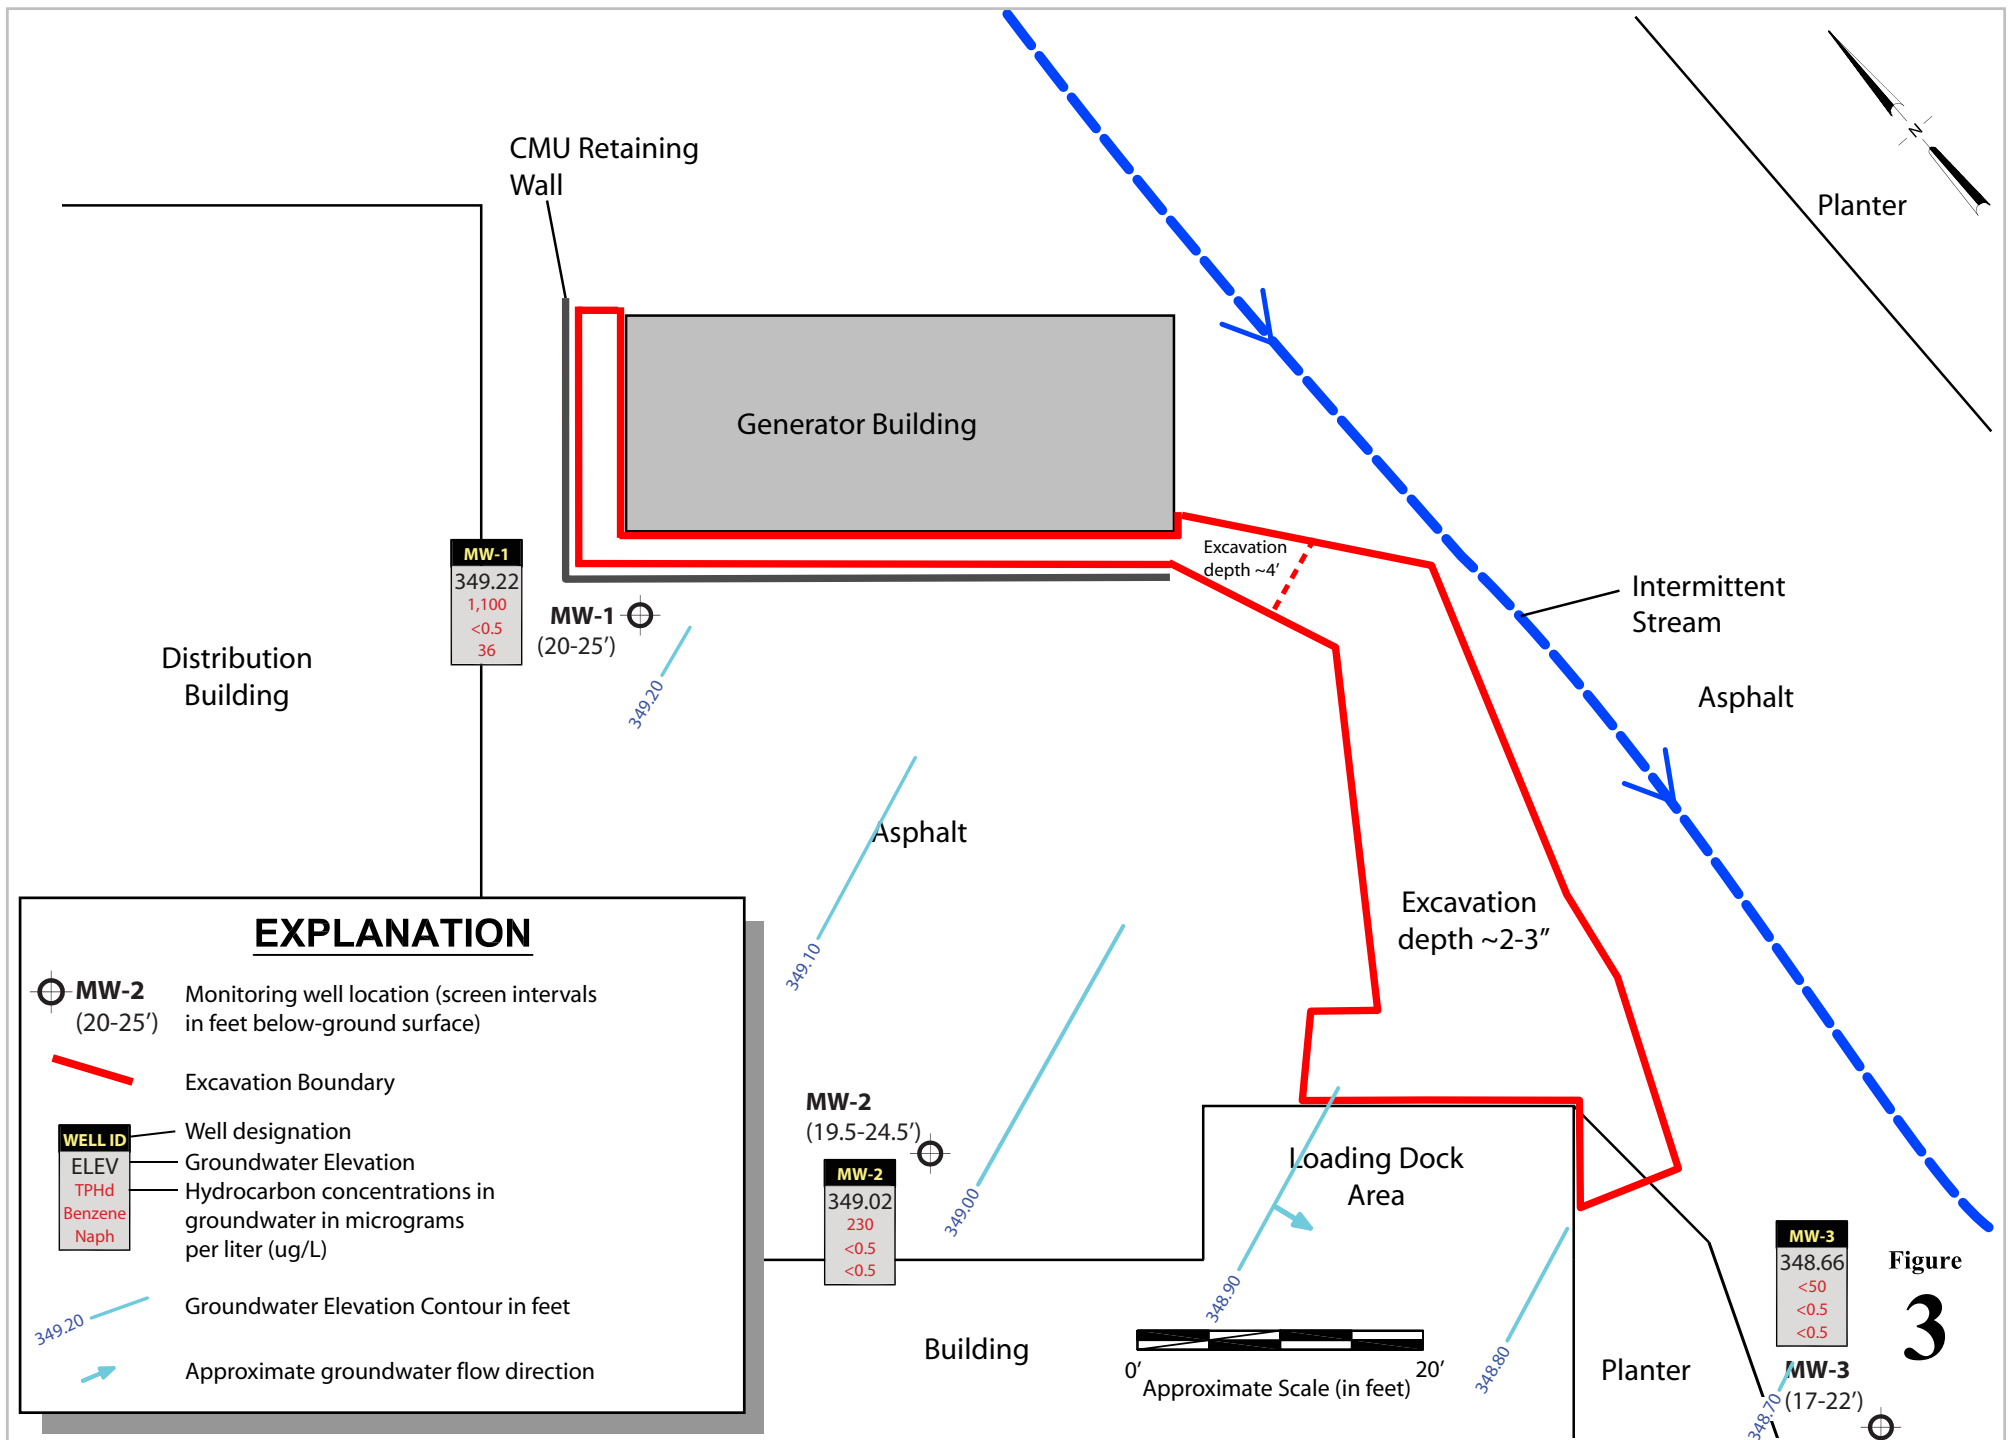 CMU Retaining
Wall
N
Planter
Generator Building
MW-1
349.22
1,100
<0.5
36
MW-1
(20-25’)
Excavation
depth ~4’
Intermittent
Stream
Distribution
Building
349.20
Asphalt
Asphalt
349.10
Excavation
depth ~2-3”
EXPLANATION
MW-2
(20-25’)
Monitoring well location (screen intervals
in feet below-ground surface)
Excavation Boundary
WELL ID
ELEV
TPHd
Benzene
Naph
Well designation
Groundwater Elevation
Hydrocarbon concentrations in
groundwater in micrograms
per liter (ug/L)
349.20
Groundwater Elevation Contour in feet
Approximate groundwater flow direction
MW-2
(19.5-24.5’)
MW-2
349.02
230
<0.5
<0.5
349.00
Loading Dock
Area
348.90
Building
0’
20’
Approximate Scale (in feet)
348.80
Planter
MW-3
348.66
<50
<0.5
<0.5
MW-3
(17-22’)
348.70
Figure
3